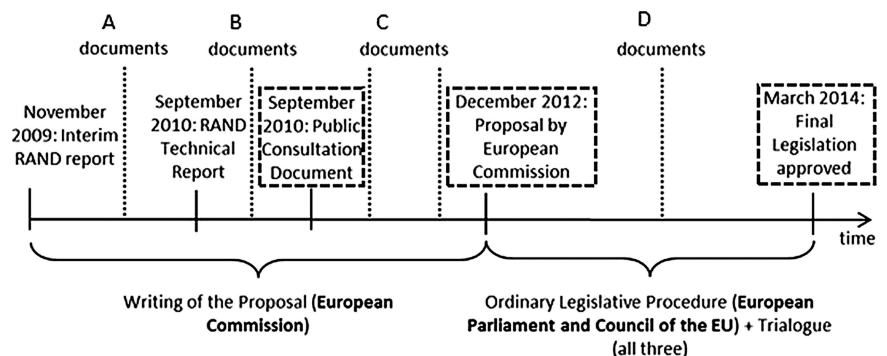 A
documents
B
documents
C
documents
D
documents
November
2009: Interim
RAND report
September
2010: RAND
Technical
Report
September
2010: Public
Consultation
Document
December 2012:
Proposal by
European
Commission
March 2014:
Final
Legislation
approved
time
Writing of the Proposal (European
Commission)
Ordinary Legislative Procedure (European
Parliament and Council of the EU) + Trialogue
(all three)